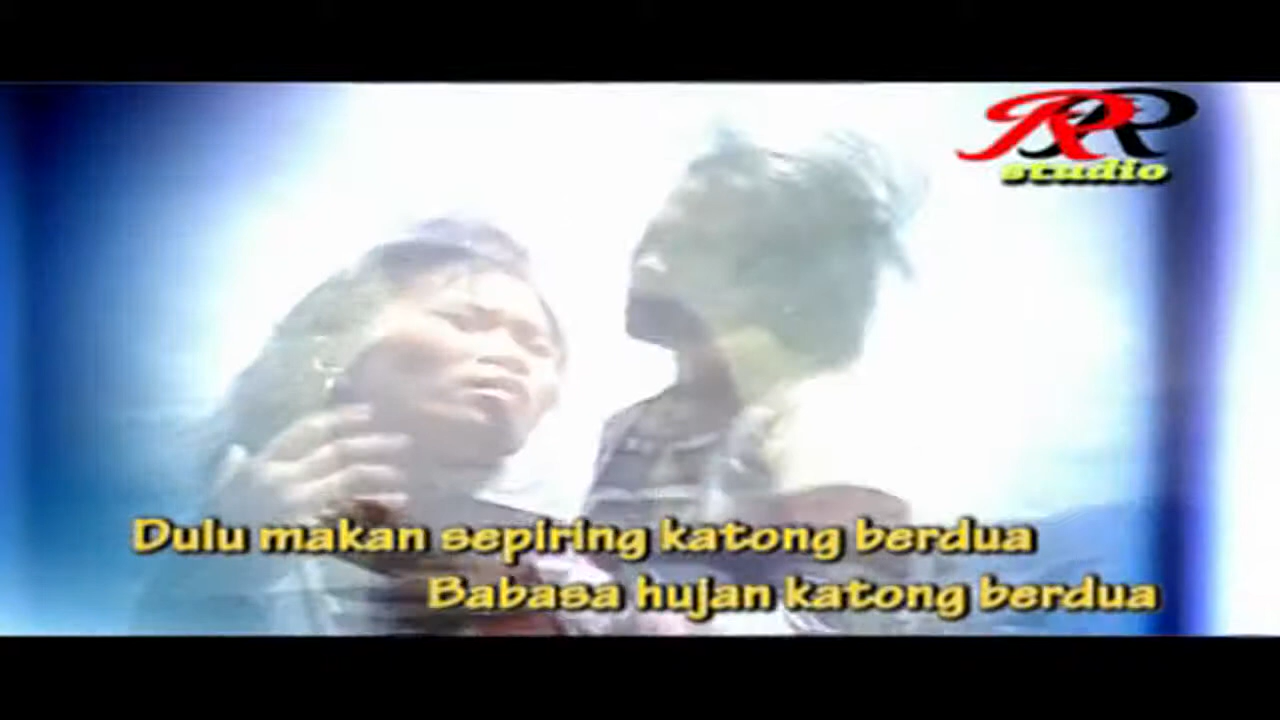 RR
studio
Dulu makan sepiring katong berdua
Babasa hujan katong berdua